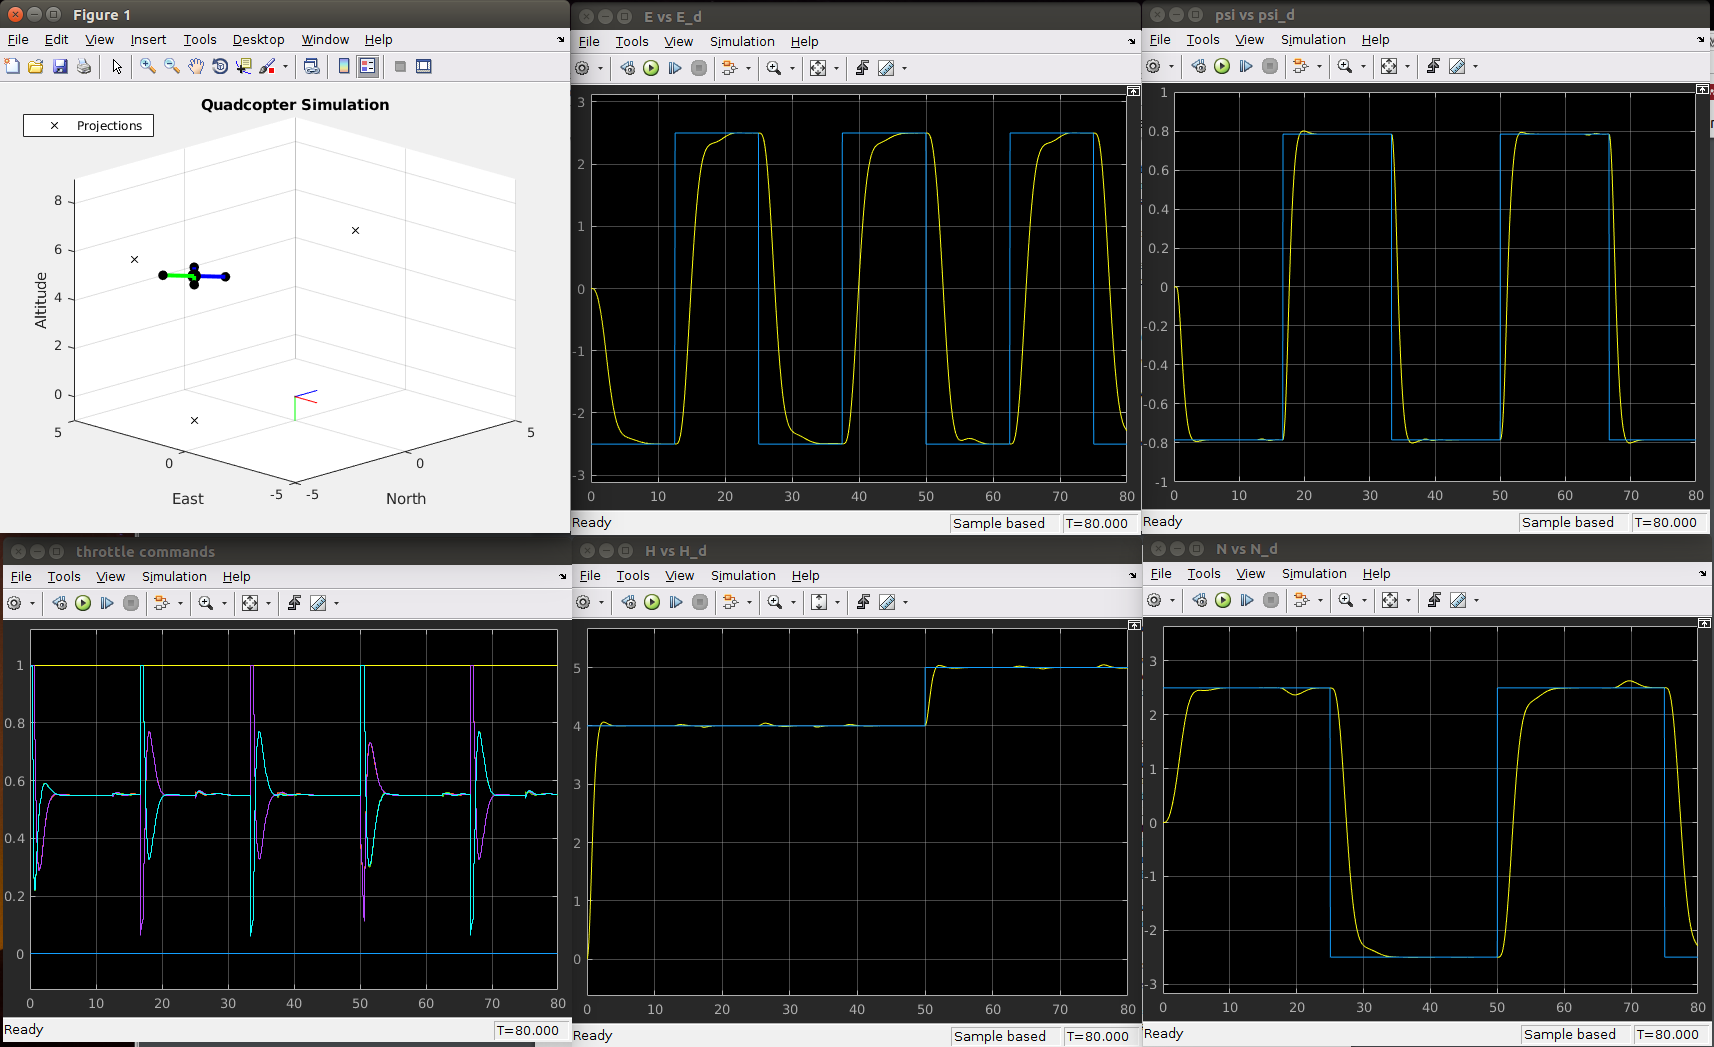 Figure 1
File Edit View Insert Tools Desktop Window Help
Quadcopter Simulation
Projections
8
6
4
2
0
Altitude
5
0
-5
East
-5
0
5
North
E vs E_d
File Tools View Simulation Help
3
2
1
0
-1
-2
-3
0 10 20 30 40 50 60 70 80
Ready
Sample based T=80.000
psi vs psi_d
File Tools View Simulation Help
1
0.8
0.6
0.4
0.2
0
-0.2
-0.4
-0.6
-0.8
-1
0 10 20 30 40 50 60 70 80
Ready
Sample based T=80.000
throttle commands
File Tools View Simulation Help
1
0.8
0.6
0.4
0.2
0
0 10 20 30 40 50 60 70 80
Ready
T=80.000
H vs H_d
File Tools View Simulation Help
5
4
3
2
1
0
0 10 20 30 40 50 60 70 80
Ready
Sample based T=80.000
N vs N_d
File Tools View Simulation Help
3
2
1
0
-1
-2
-3
0 10 20 30 40 50 60 70 80
Ready
Sample based T=80.000